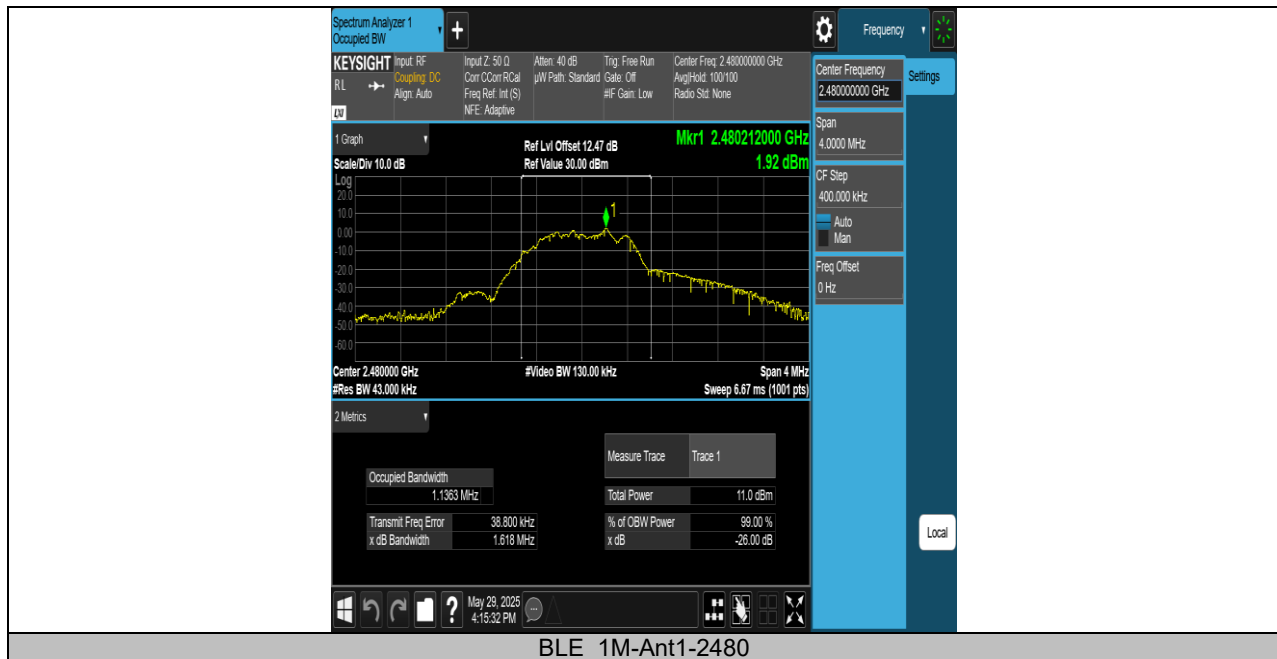 Spectrum Analyzer 1
Occupied BW
+
Frequency
KEYSIGHT
RL
LXI
Input: RF
Coupling: DC
Align: Auto
Input Z: 50 Ω
Corr CCorr RCal
Freq Ref: Int (S)
NFE: Adaptive
Atten: 40 dB
µW Path: Standard
Trig: Free Run
Gate: Off
#IF Gain: Low
Center Freq: 2.480000000 GHz
Avg|Hold: 100/100
Radio Std: None
Center Frequency
2.480000000 GHz
Settings
Span
4.0000 MHz
CF Step
400.000 kHz
Auto
Man
Freq Offset
0 Hz
Local
1 Graph
Scale/Div 10.0 dB
Ref Lvl Offset 12.47 dB
Ref Value 30.00 dBm
Mkr1 2.480212000 GHz
1.92 dBm
Log
20.0
10.0
0.00
-10.0
-20.0
-30.0
-40.0
-50.0
-60.0
1
Center 2.480000 GHz
#Res BW 43.000 kHz
#Video BW 130.00 kHz
Span 4 MHz
Sweep 6.67 ms (1001 pts)
2 Metrics
Measure Trace Trace 1
Occupied Bandwidth
1.1363 MHz
Total Power 11.0 dBm
Transmit Freq Error 38.800 kHz
% of OBW Power 99.00 %
x dB Bandwidth 1.618 MHz
x dB -26.00 dB
?
May 29, 2025
4:15:32 PM
BLE_1M-Ant1-2480